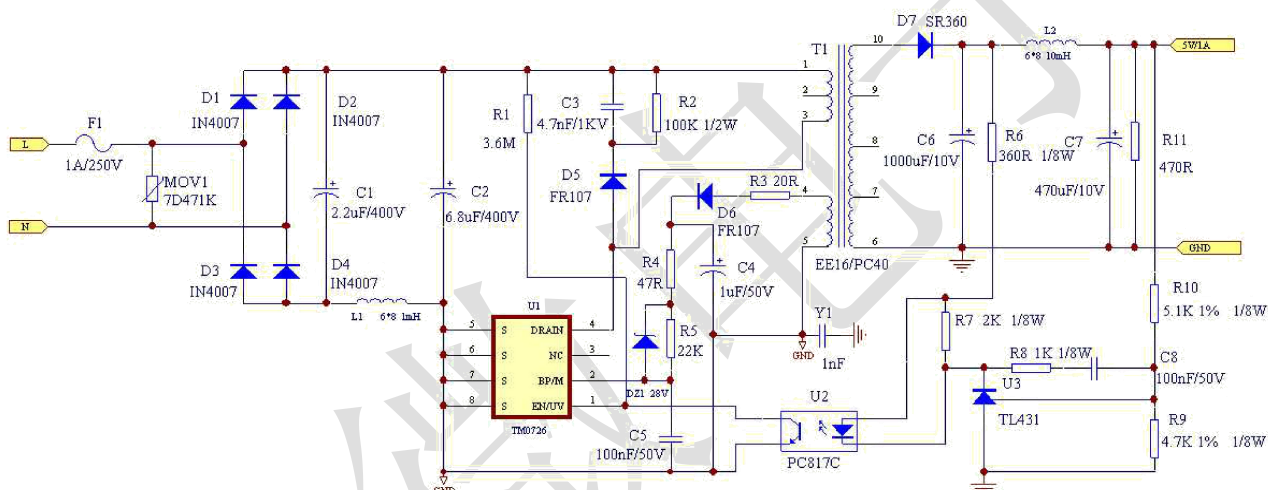 D7 SR360
T1
10
L2
6*8 10mH
5V/1A
1
D1
IN4007
D2
IN4007
R1
3.6M
C3
4.7nF/1KV
R2
100K 1/2W
2
3
9
8
7
C6
1000uF/10V
R6
360R 1/8W
C7
470uF/10V
R11
470R
L
F1
1A/250V
MOV1
7D471K
C1
2.2uF/400V
C2
6.8uF/400V
D5
FR107
R3 20R
4
D6
FR107
N
5
6
GND
EE16/PC40
D3
IN4007
D4
IN4007
L1 6*8 1mH
R4
47R
C4
1uF/50V
R10
5.1K 1% 1/8W
U1
5 S DRAIN 4
6 S NC 3
7 S BP/M 2
8 S EN/UV 1
TM0726
R5
22K
DZ1 28V
Y1
1nF
GND
R7 2K 1/8W
R8 1K 1/8W
C8
100nF/50V
U3
TL431
U2
PC817C
C5
100nF/50V
R9
4.7K 1% 1/8W
GND